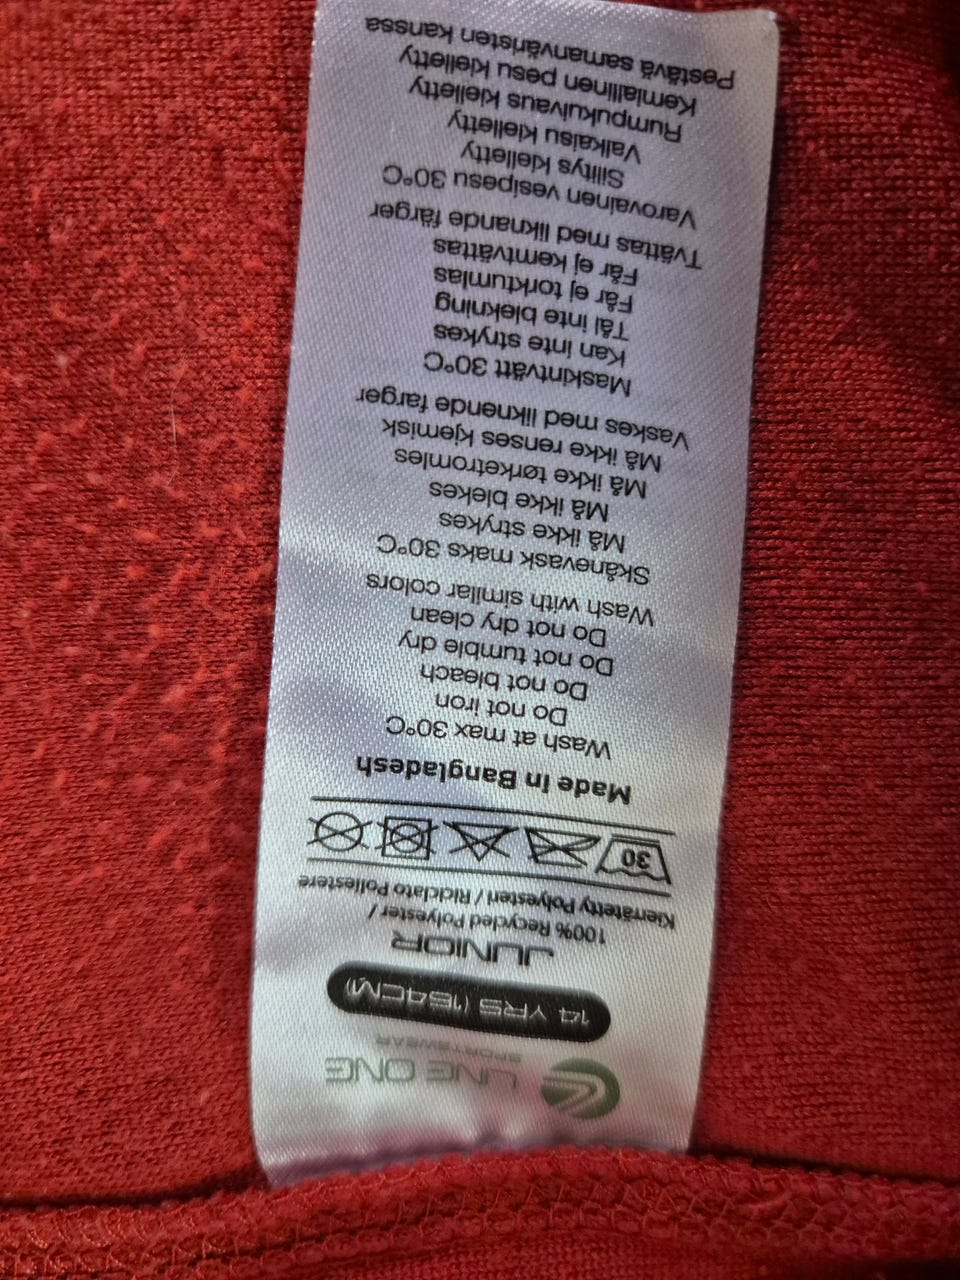 LINE ONE
SPORTSWEAR
14 YRS (164CM)
JUNIOR
100% Recycled Polyester /
Kierrätetty Polyesteri / Riciclato Poliestere
30
Made In Bangladesh
Wash at max 30°C
Do not iron
Do not bleach
Do not tumble dry
Do not dry clean
Wash with similar colors
Skånevask maks 30°C
Må ikke strykes
Må ikke blekes
Må ikke tørketromles
Må ikke renses kjemisk
Vaskes med liknende farger
Maskintvätt 30°C
Kan inte strykes
Tål inte blekning
Får ej torktumlas
Får ej kemtvättas
Tvättas med liknande färger
Varovainen vesipesu 30°C
Silitys kielletty
Valkaisu kielletty
Rumpukuivaus kielletty
Kemiallinen pesu kielletty
Pestävä samanväristen kanssa